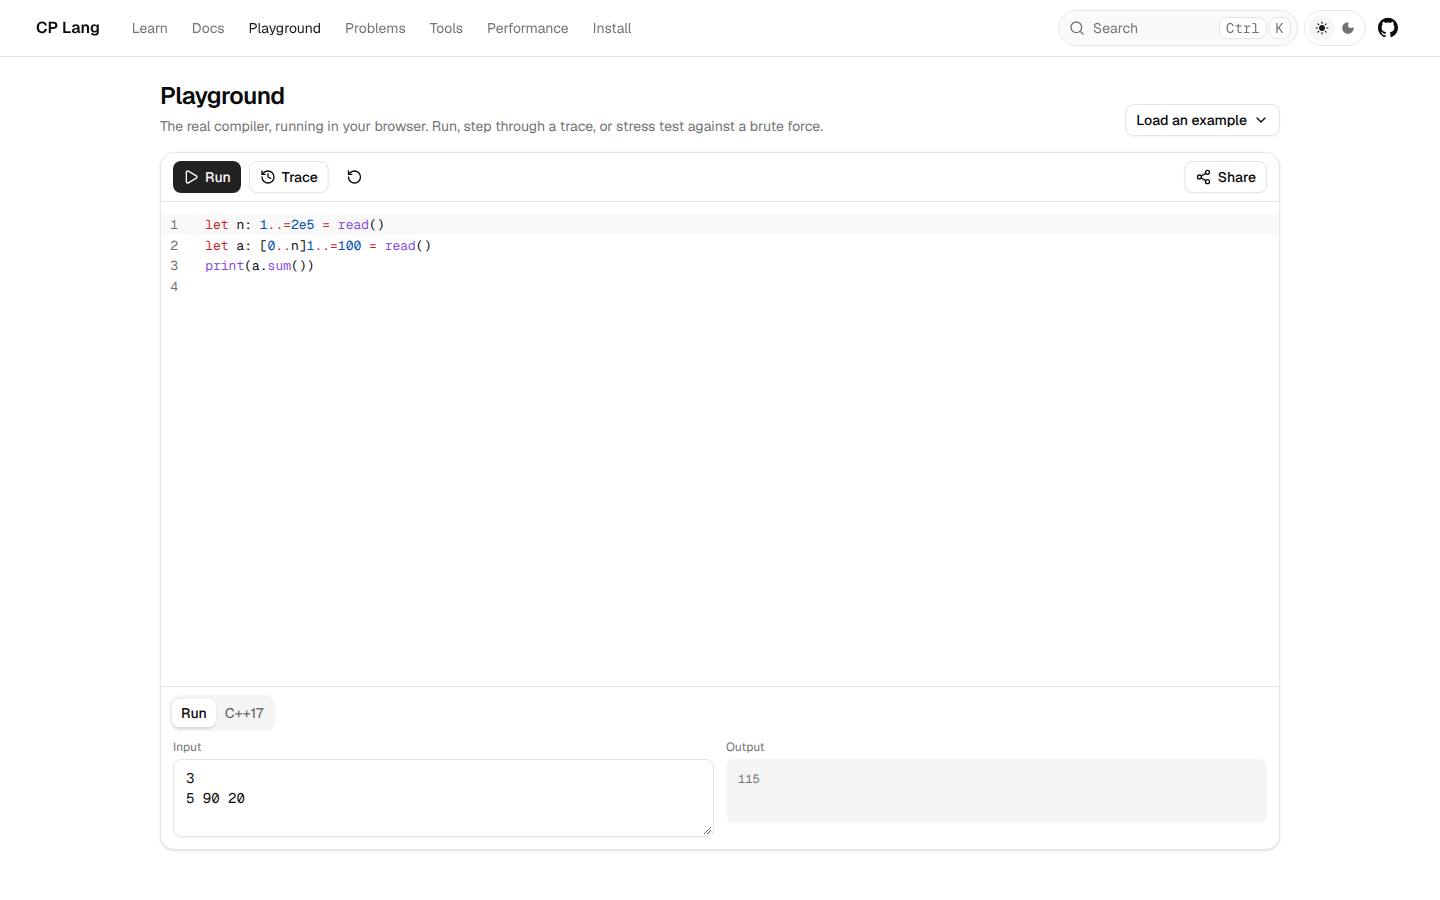 CP Lang Learn Docs Playground Problems Tools Performance Install Search Ctrl K
Playground
The real compiler, running in your browser. Run, step through a trace, or stress test against a brute force.
Load an example
Run Trace Share
1 let n: 1..=2e5 = read()
2 let a: [0..n]1..=100 = read()
3 print(a.sum())
4
Run C++17
Input Output
3
5 90 20
115